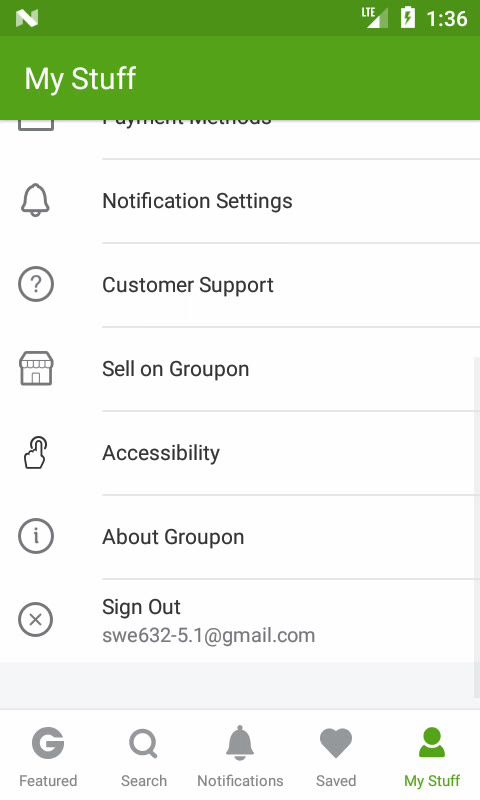 LTE
1:36
My Stuff
Payment Methods
Notification Settings
Customer Support
Sell on Groupon
Accessibility
About Groupon
Sign Out
swe632-5.1@gmail.com
Featured
Search
Notifications
Saved
My Stuff